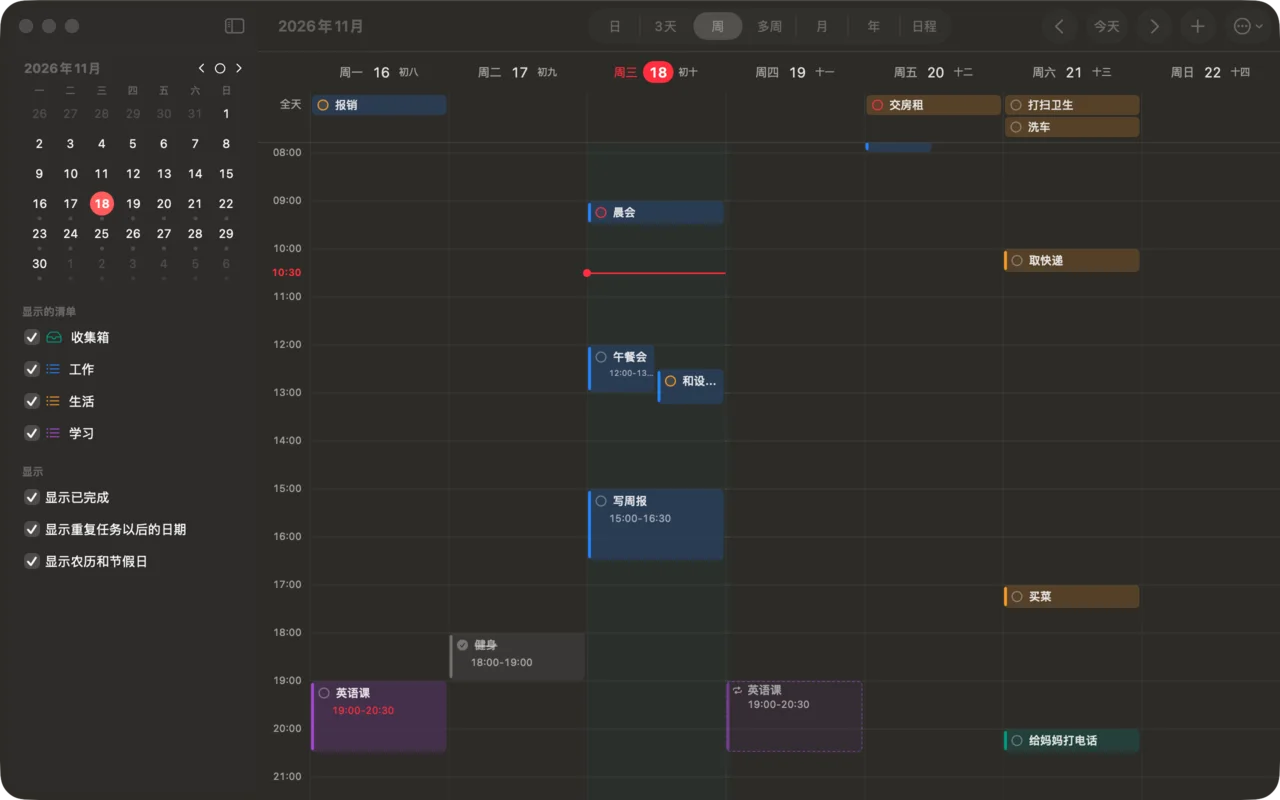 2026年11月
日 3天 周 多周 月 年 日程
今天
2026年11月
一 二 三 四 五 六 日
26 27 28 29 30 31 1
2 3 4 5 6 7 8
9 10 11 12 13 14 15
16 17 18 19 20 21 22
23 24 25 26 27 28 29
30 1 2 3 4 5 6
显示的清单
收集箱
工作
生活
学习
显示
显示已完成
显示重复任务以后的日期
显示农历和节假日
周一 16 初八
周二 17 初九
周三 18 初十
周四 19 十一
周五 20 十二
周六 21 十三
周日 22 十四
全天
报销
交房租
打扫卫生
洗车
08:00
09:00
晨会
10:00
取快递
10:30
11:00
12:00
午餐会
12:00-13...
和设...
13:00
14:00
15:00
写周报
15:00-16:30
16:00
17:00
买菜
18:00
健身
18:00-19:00
19:00
英语课
19:00-20:30
英语课
19:00-20:30
20:00
给妈妈打电话
21:00